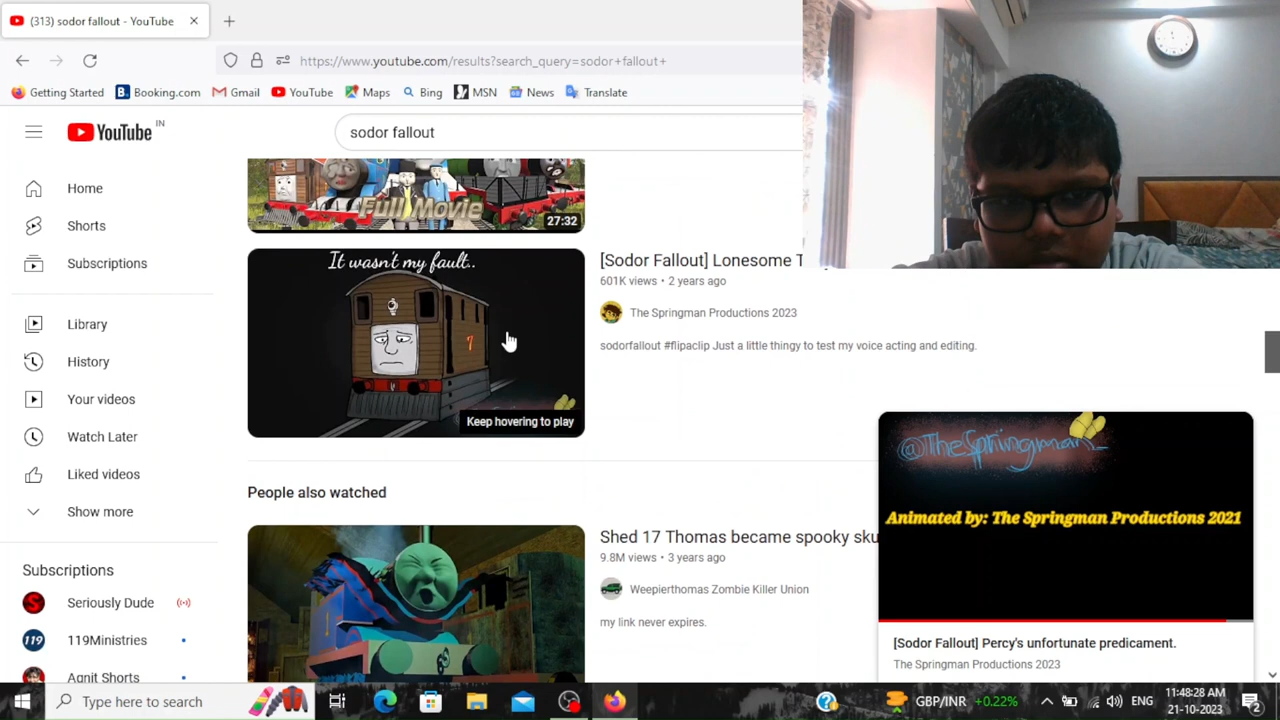 (313) sodor fallout - YouTube
https://www.youtube.com/results?search_query=sodor+fallout+
Getting Started
Booking.com
Gmail
YouTube
Maps
Bing
MSN
News
Translate
YouTube IN
sodor fallout
Home
Shorts
Subscriptions
Library
History
Your videos
Watch Later
Liked videos
Show more
Subscriptions
Seriously Dude
119
119Ministries
Agnit Shorts
Full Movie
27:32
It wasn't my fault..
7
Keep hovering to play
[Sodor Fallout] Lonesome
601K views • 2 years ago
The Springman Productions 2023
sodorfallout #flipaclip Just a little thingy to test my voice acting and editing.
People also watched
1
Shed 17 Thomas became spooky
9.8M views • 3 years ago
Weepierthomas Zombie Killer Union
my link never expires.
@TheSpringman_
Animated by: The Springman Productions 2021
[Sodor Fallout] Percy's unfortunate predicament.
The Springman Productions 2023
Type here to search
GBP/INR +0.22%
ENG
11:48:28 AM
21-10-2023
2